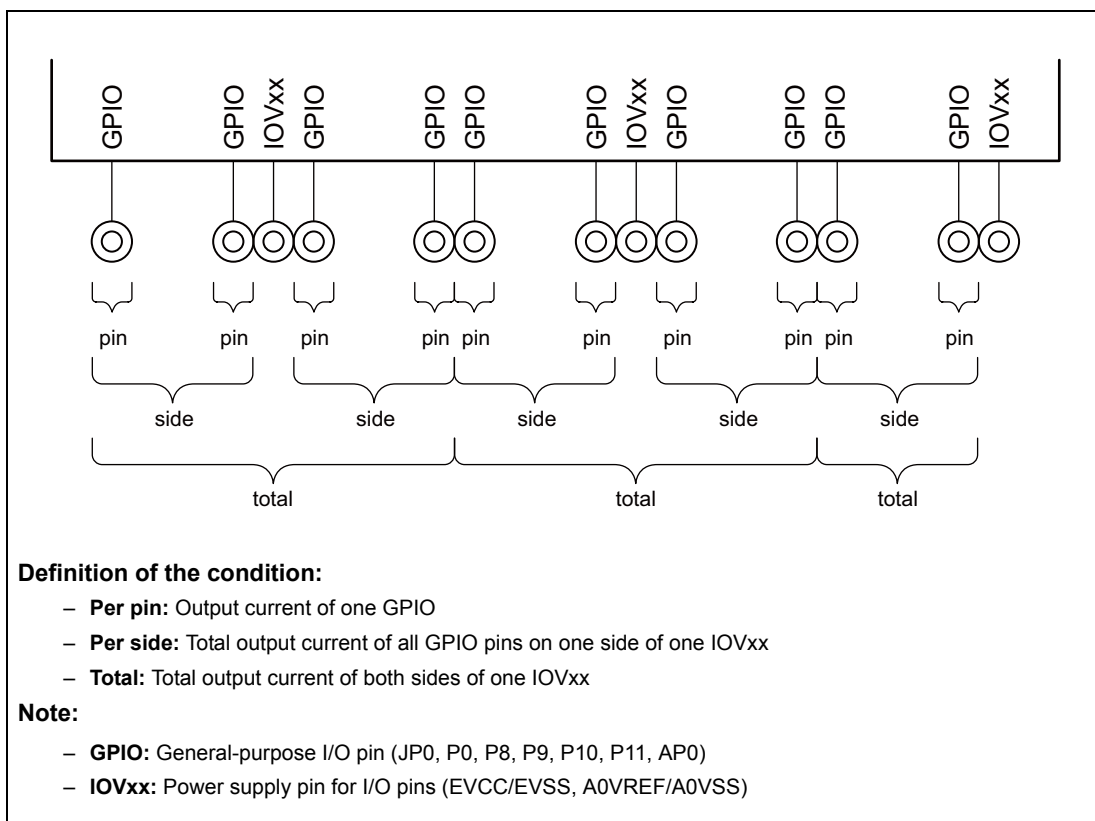 GPIO GPIO IOVxx GPIO GPIO GPIO GPIO IOVxx GPIO GPIO GPIO GPIO IOVxx
pin pin pin pin pin pin pin pin pin pin
side side side side side
total total total
Definition of the condition:
– Per pin: Output current of one GPIO
– Per side: Total output current of all GPIO pins on one side of one IOVxx
– Total: Total output current of both sides of one IOVxx
Note:
– GPIO: General-purpose I/O pin (JP0, P0, P8, P9, P10, P11, AP0)
– IOVxx: Power supply pin for I/O pins (EVCC/EVSS, A0VREF/A0VSS)